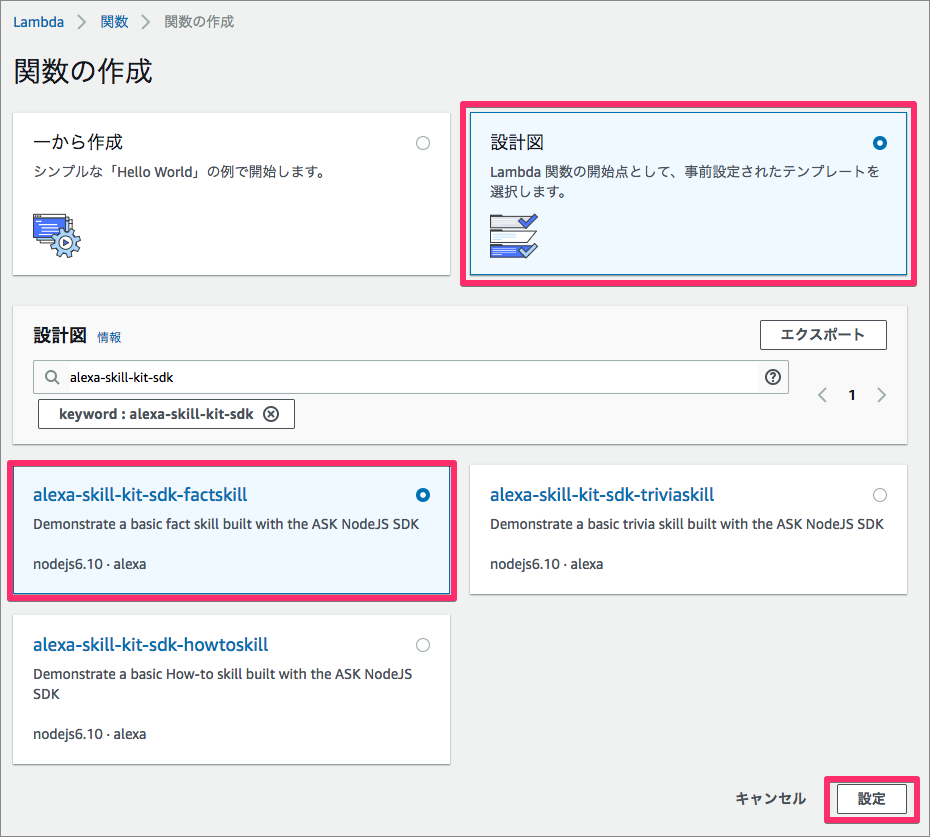 Lambda > 関数 > 関数の作成
関数の作成
一から作成
シンプルな「Hello World」の例で開始します。
設計図
Lambda 関数の開始点として、事前設定されたテンプレートを
選択します。
設計図 情報
エクスポート
alexa-skill-kit-sdk
1
keyword : alexa-skill-kit-sdk
alexa-skill-kit-sdk-factskill
Demonstrate a basic fact skill built with the ASK NodeJS SDK
nodejs6.10 · alexa
alexa-skill-kit-sdk-triviaskill
Demonstrate a basic trivia skill built with the ASK NodeJS SDK
nodejs6.10 · alexa
alexa-skill-kit-sdk-howtoskill
Demonstrate a basic How-to skill built with the ASK NodeJS
SDK
nodejs6.10 · alexa
キャンセル
設定